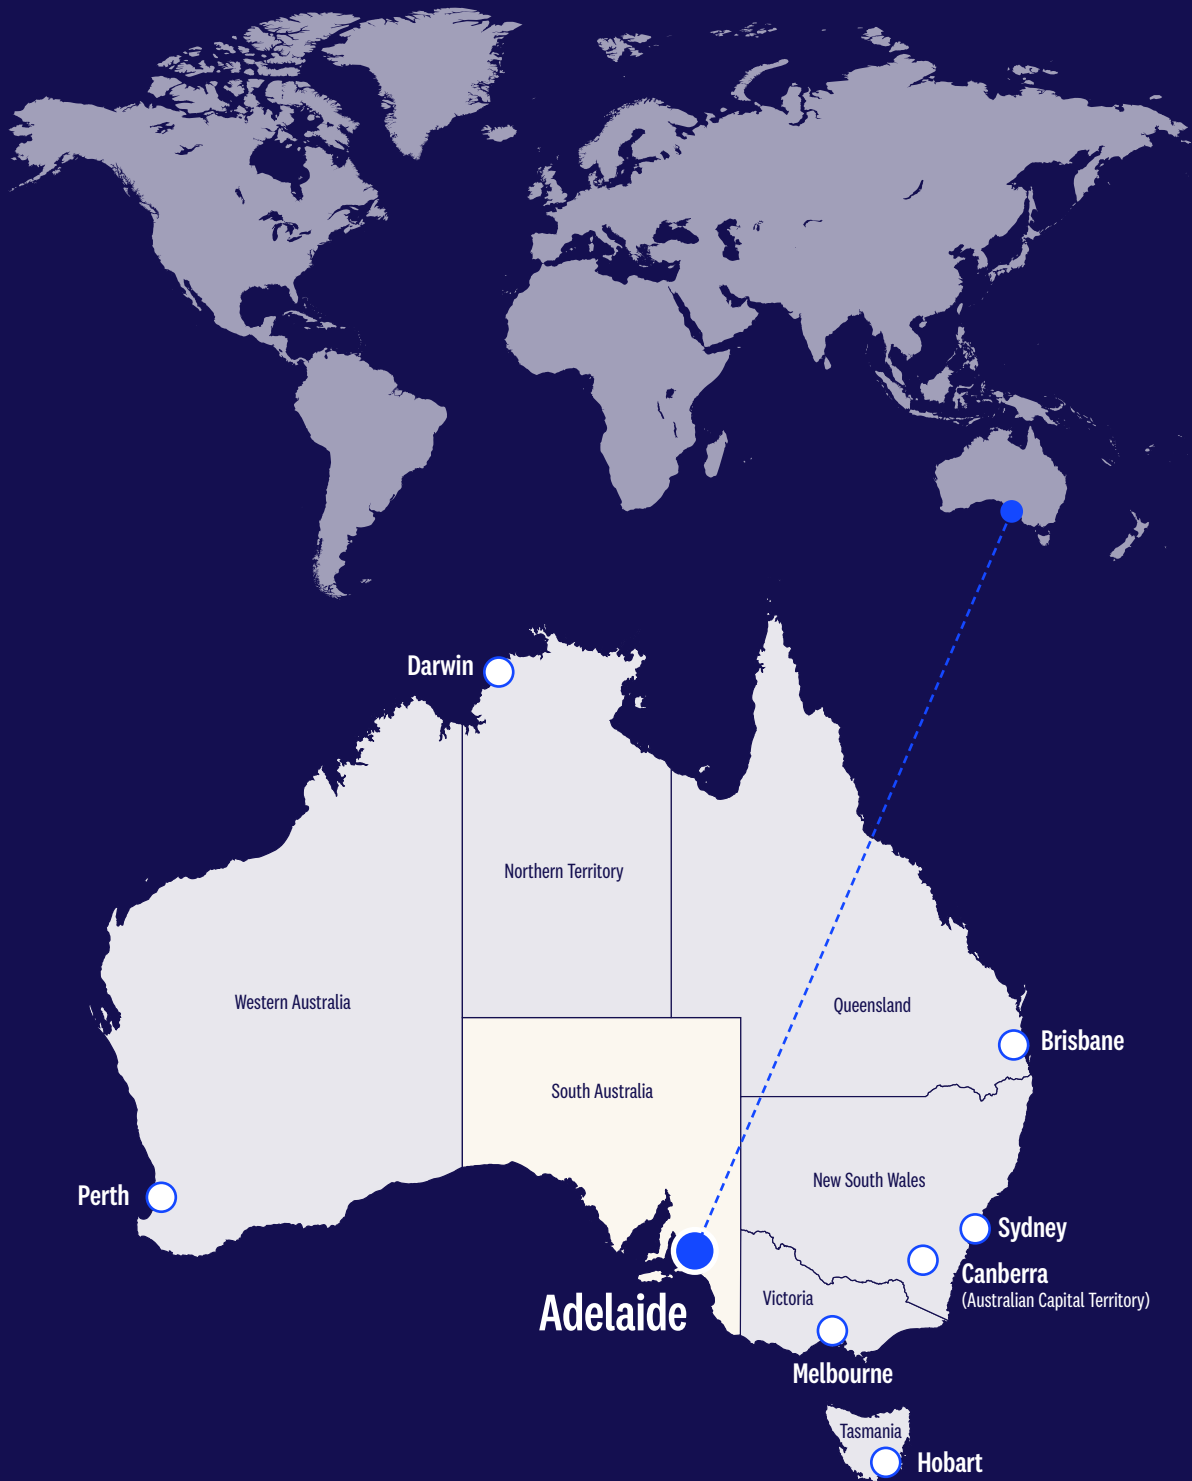 Darwin
Northern Territory
Western Australia
Queensland
Brisbane
South Australia
New South Wales
Perth
Sydney
Canberra
(Australian Capital Territory)
Victoria
Adelaide
Melbourne
Tasmania
Hobart